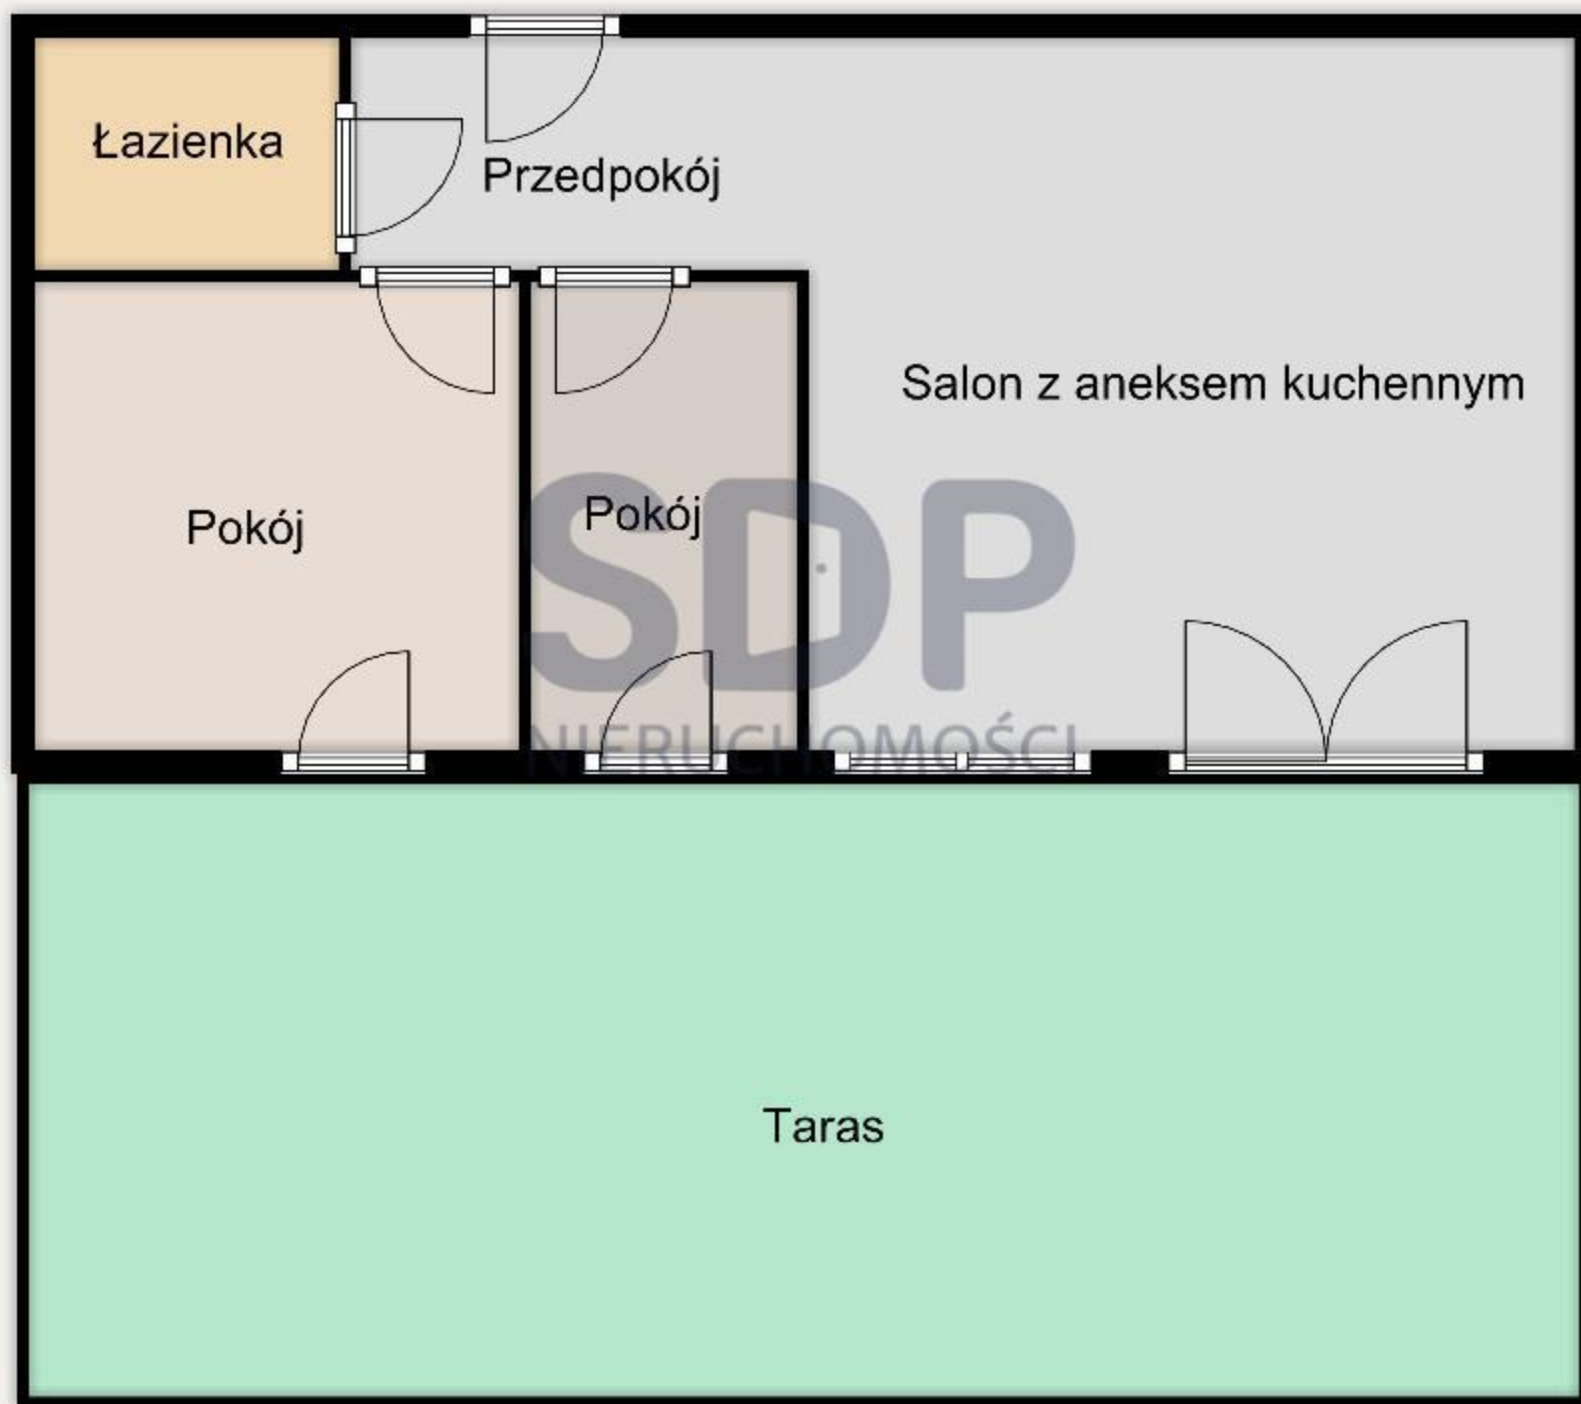 Łazienka
Przedpokój
Salon z aneksem kuchennym
Pokój
Pokój
SDP
NIERUCHOMOŚCI
Taras